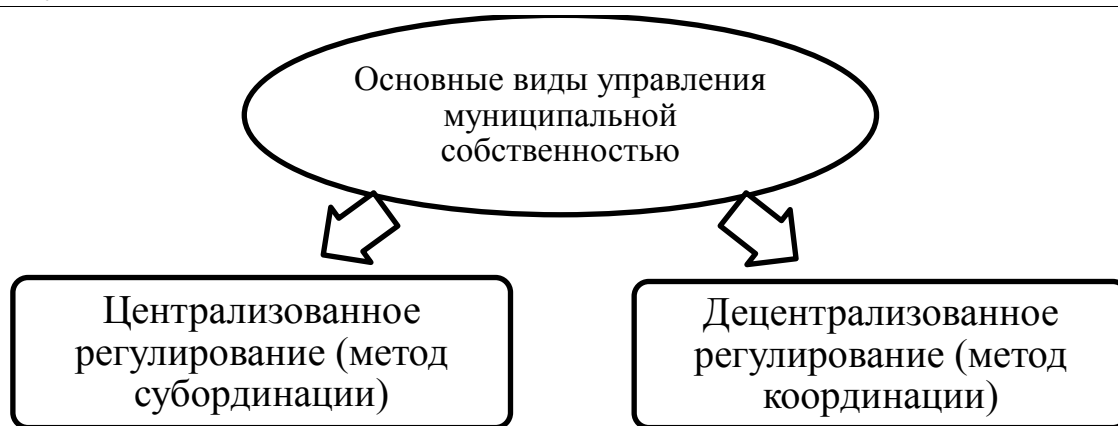 Основные виды управления
муниципальной
собственностью
Централизованное
регулирование (метод
субординации)
Децентрализованное
регулирование (метод
координации)